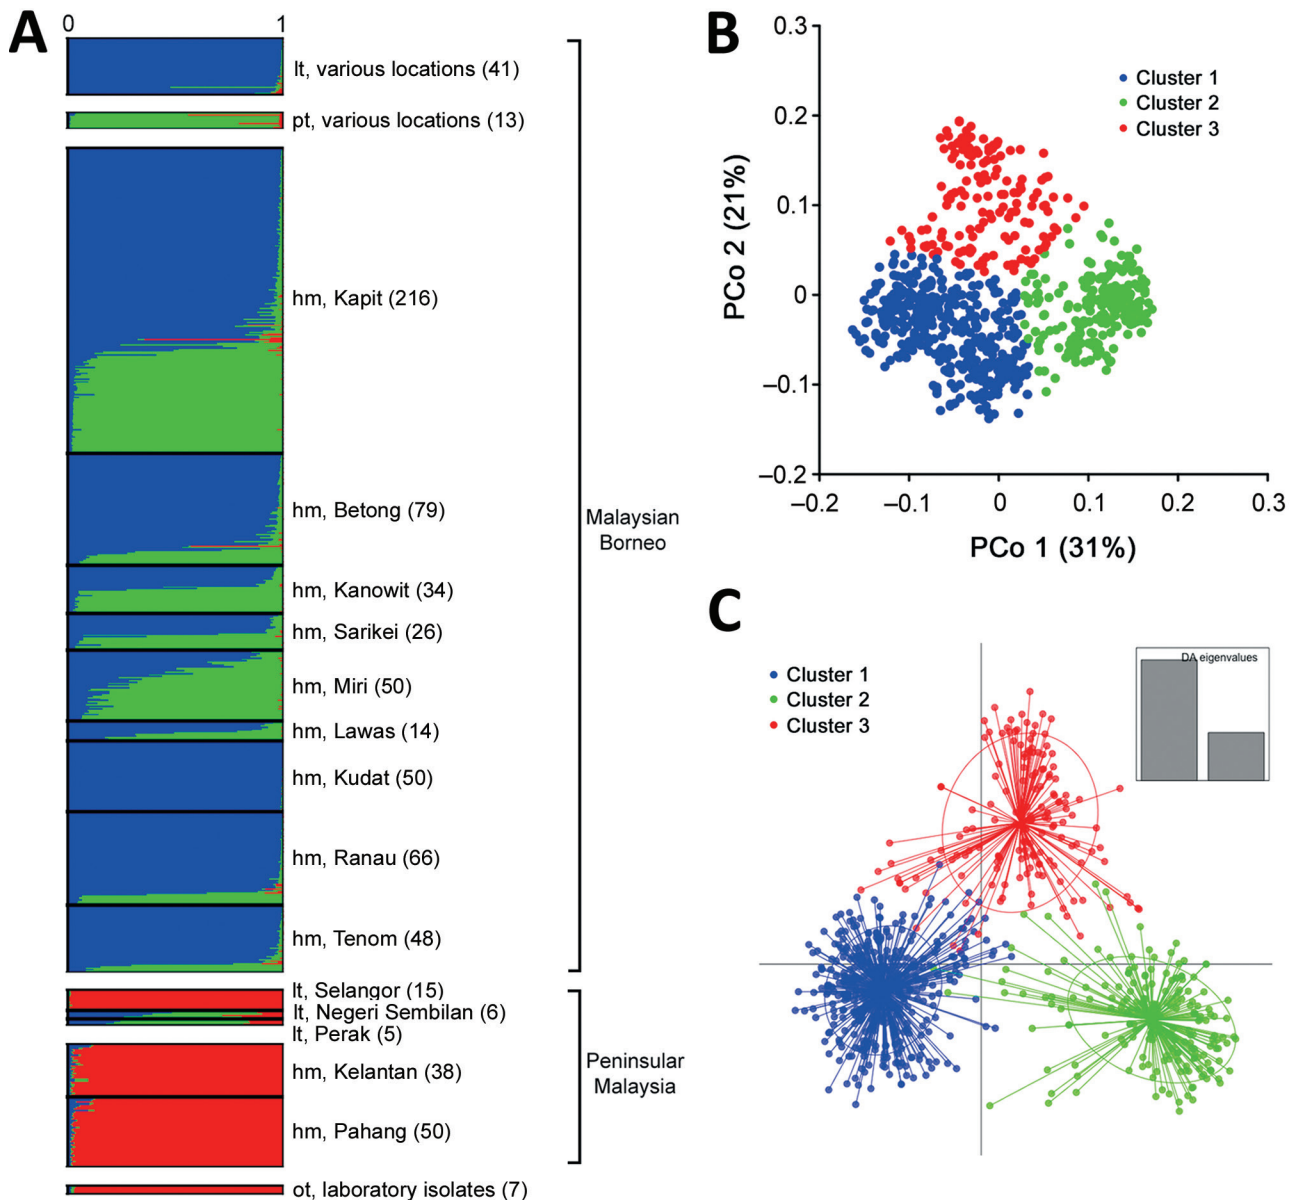 A
0 1
lt, various locations (41)
pt, various locations (13)
hm, Kapit (216)
hm, Betong (79)
hm, Kanowit (34)
hm, Sarikei (26)
hm, Miri (50)
hm, Lawas (14)
hm, Kudat (50)
hm, Ranau (66)
hm, Tenom (48)
Malaysian
Borneo
lt, Selangor (15)
lt, Negeri Sembilan (6)
lt, Perak (5)
hm, Kelantan (38)
hm, Pahang (50)
Peninsular
Malaysia
ot, laboratory isolates (7)
B
0.3
0.2
0.1
0
–0.1
–0.2
PCo 2 (21%)
–0.2 –0.1 0 0.1 0.2 0.3
PCo 1 (31%)
Cluster 1
Cluster 2
Cluster 3
C
Cluster 1
Cluster 2
Cluster 3
DA eigenvalues